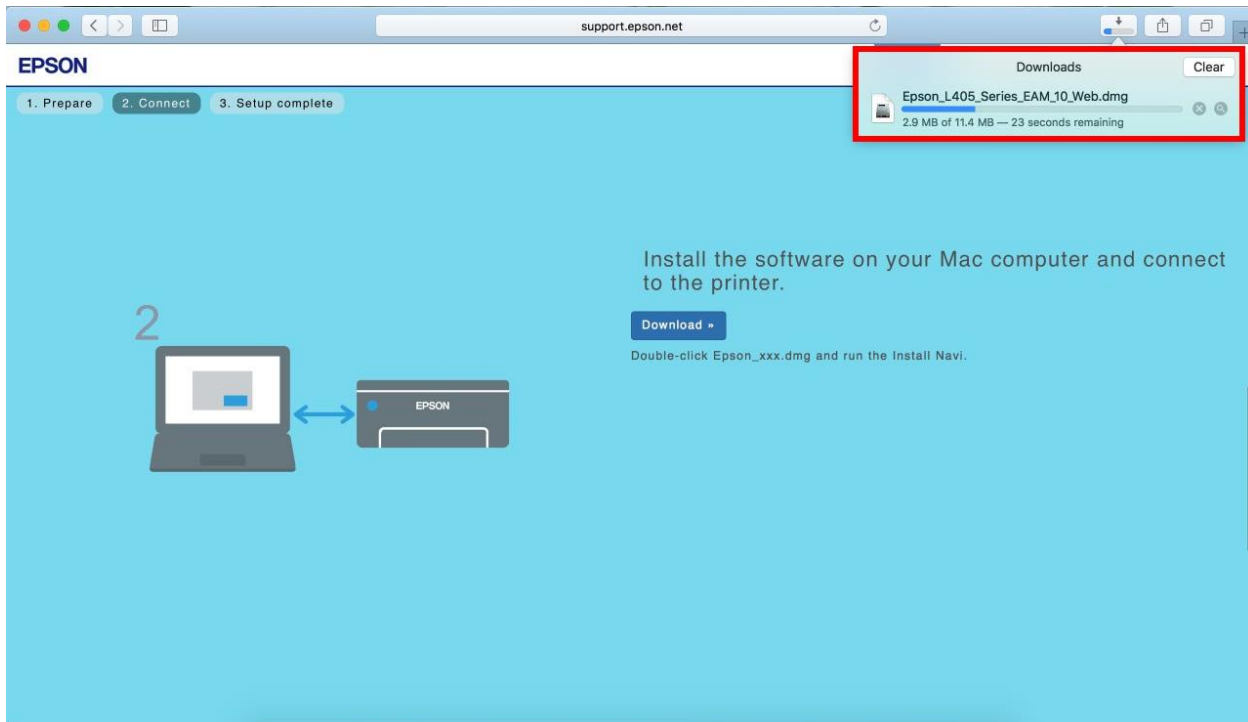 support.epson.net
EPSON
Downloads
Clear
Epson_L405_Series_EAM_10_Web.dmg
2.9 MB of 11.4 MB — 23 seconds remaining
1. Prepare
2. Connect
3. Setup complete
Install the software on your Mac computer and connect
to the printer.
Download »
Double-click Epson_xxx.dmg and run the Install Navi.
2
EPSON